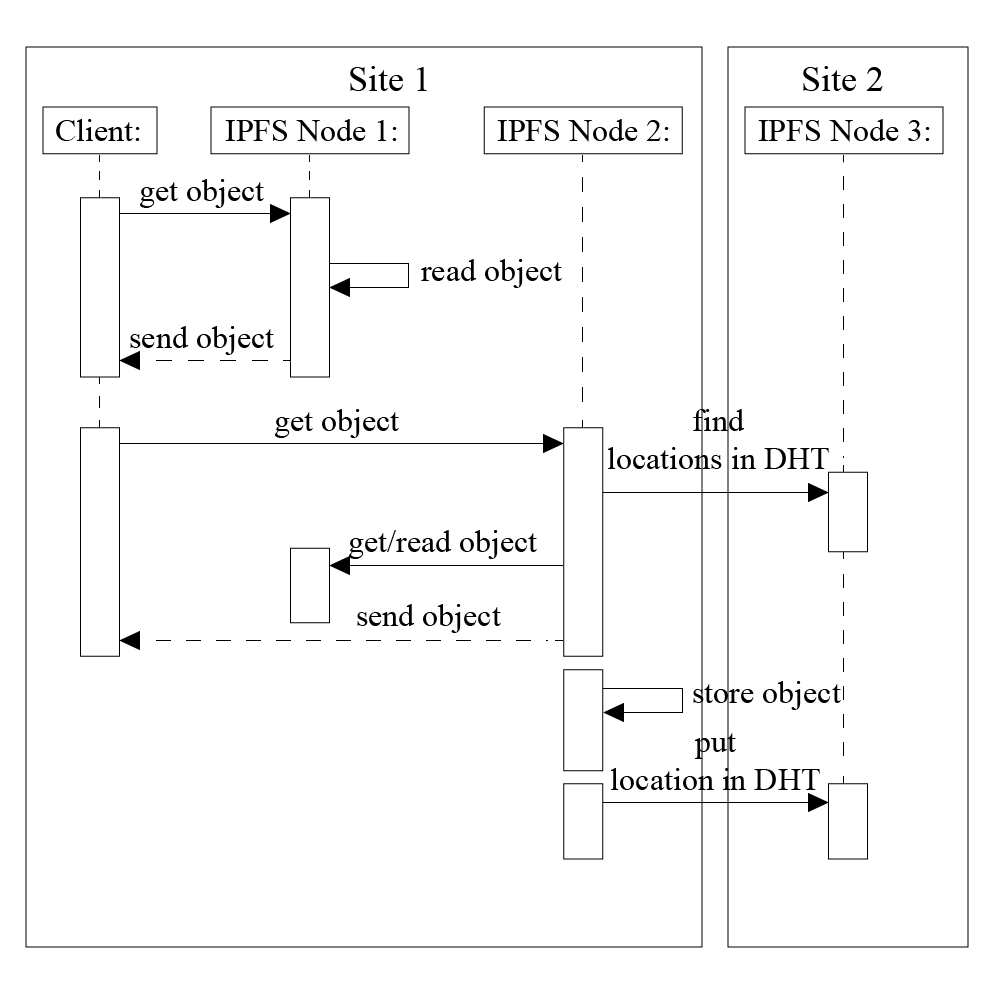 Site 1
Site 2
Client:
IPFS Node 1:
IPFS Node 2:
IPFS Node 3:
get object
read object
send object
get object
find
locations in DHT
get/read object
send object
store object
put
location in DHT